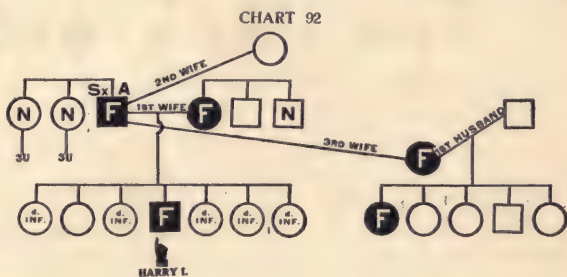 CHART 92
2ND WIFE
Sx A
N N F 1ST WIFE F N
3U 3U
3RD WIFE F 1ST HUSBAND
d. INF. d. INF. F d. INF. d. INF. d. INF. F
HARRY I.